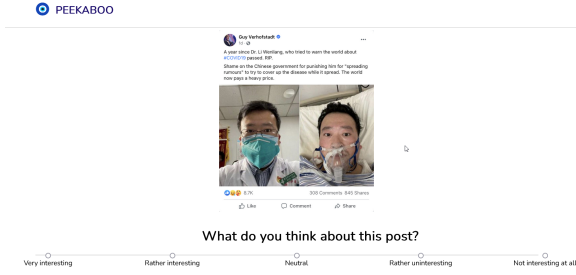 PEEKABOO
Guy Verhofstadt
1d
A year since Dr. Li Wenliang, who tried to warn the world about
#COVID19 passed. RIP.
Shame on the Chinese government for punishing him for "spreading
rumours" to try to cover up the disease while it spread. The world
now pays a heavy price.
9.7K 308 Comments 845 Shares
Like Comment Share
What do you think about this post?
Very interesting Rather interesting Neutral Rather uninteresting Not interesting at all